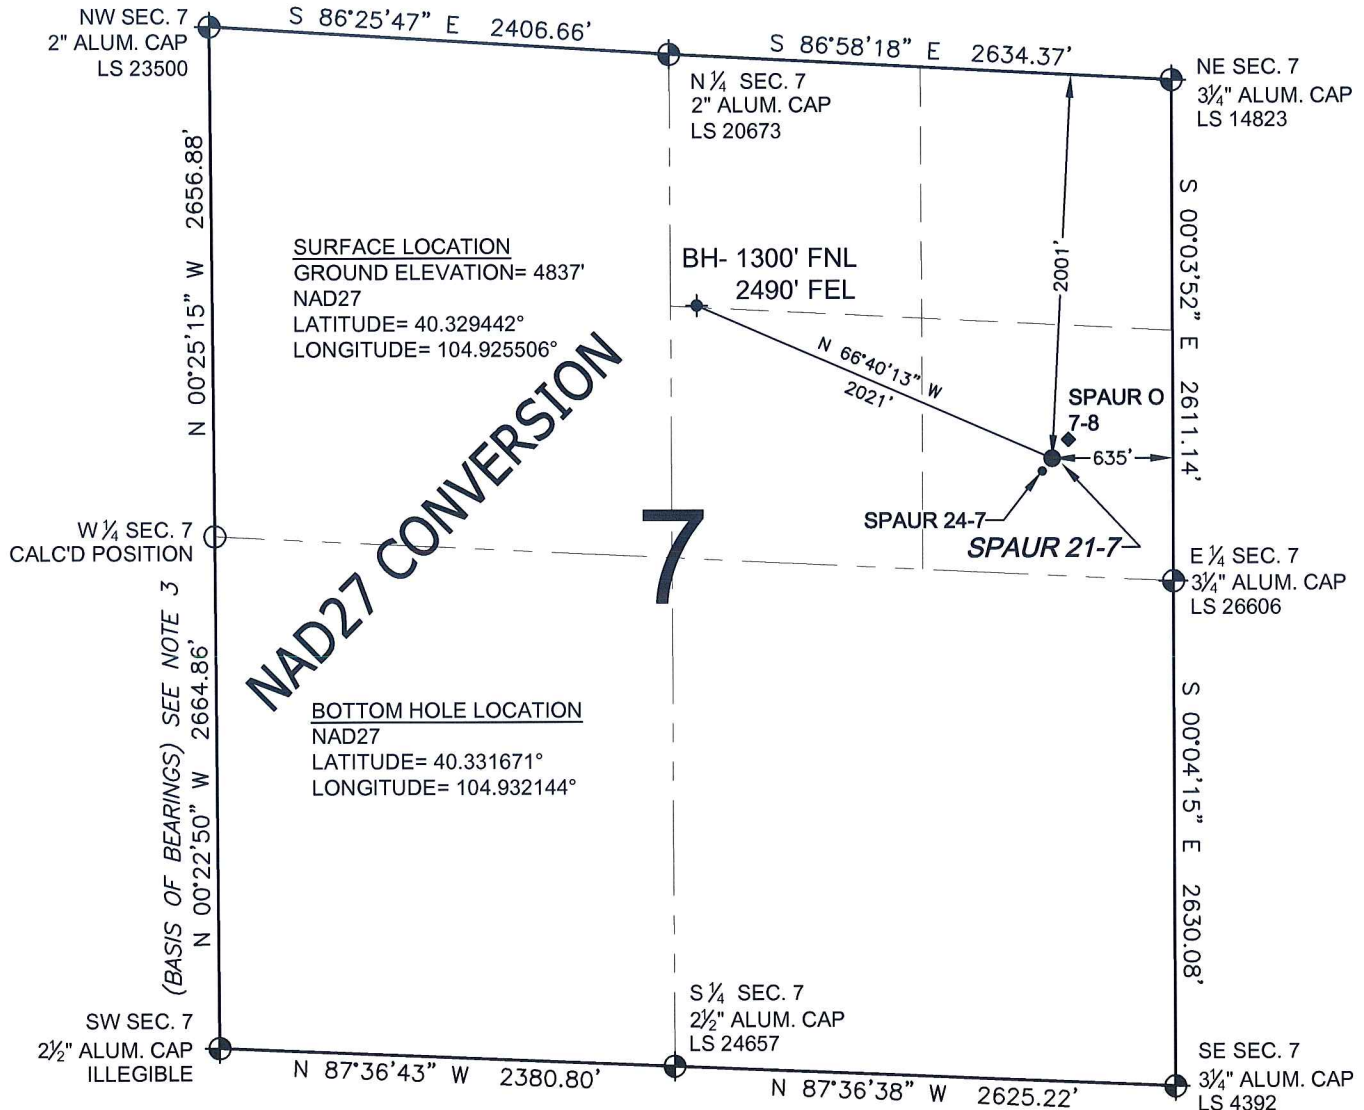 NW SEC. 7
2" ALUM. CAP
LS 23500
S 86°25'47" E 2406.66'
S 86°58'18" E 2634.37'
N ¼ SEC. 7
2" ALUM. CAP
LS 20673
NE SEC. 7
3¼" ALUM. CAP
LS 14823
N 00°25'15" W 2656.88'
S 00°03'52" E 2611.14'
SURFACE LOCATION
GROUND ELEVATION= 4837'
NAD27
LATITUDE= 40.329442°
LONGITUDE= 104.925506°
BH- 1300' FNL
2490' FEL
2001'
N 66°40'13" W
2021'
SPAUR O
7-8
635'
SPAUR 24-7
SPAUR 21-7
NAD27 CONVERSION
7
W ¼ SEC. 7
CALC'D POSITION
E ¼ SEC. 7
3¼" ALUM. CAP
LS 26606
(BASIS OF BEARINGS) SEE NOTE 3
N 00°22'50" W 2664.86'
BOTTOM HOLE LOCATION
NAD27
LATITUDE= 40.331671°
LONGITUDE= 104.932144°
S 00°04'15" E 2630.08'
S ¼ SEC. 7
2½" ALUM. CAP
LS 24657
SW SEC. 7
2½" ALUM. CAP
ILLEGIBLE
N 87°36'43" W 2380.80'
N 87°36'38" W 2625.22'
SE SEC. 7
3¼" ALUM. CAP
LS 4392